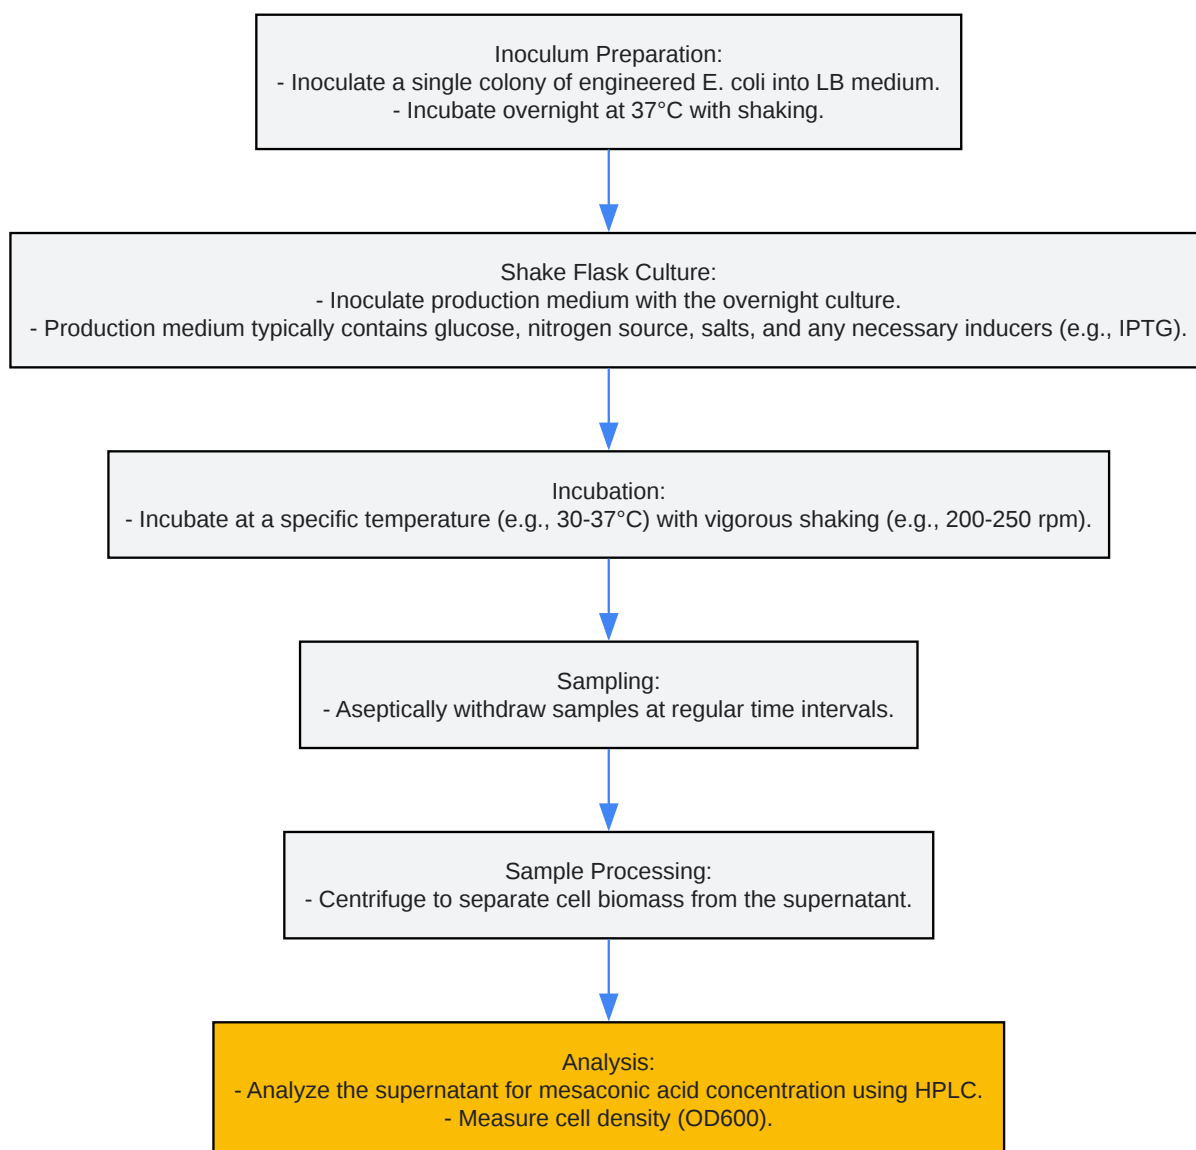 Inoculum Preparation:
- Inoculate a single colony of engineered E. coli into LB medium.
- Incubate overnight at 37°C with shaking.
Shake Flask Culture:
- Inoculate production medium with the overnight culture.
- Production medium typically contains glucose, nitrogen source, salts, and any necessary inducers (e.g., IPTG).
Incubation:
- Incubate at a specific temperature (e.g., 30-37°C) with vigorous shaking (e.g., 200-250 rpm).
Sampling:
- Aseptically withdraw samples at regular time intervals.
Sample Processing:
- Centrifuge to separate cell biomass from the supernatant.
Analysis:
- Analyze the supernatant for mesaconic acid concentration using HPLC.
- Measure cell density (OD600).